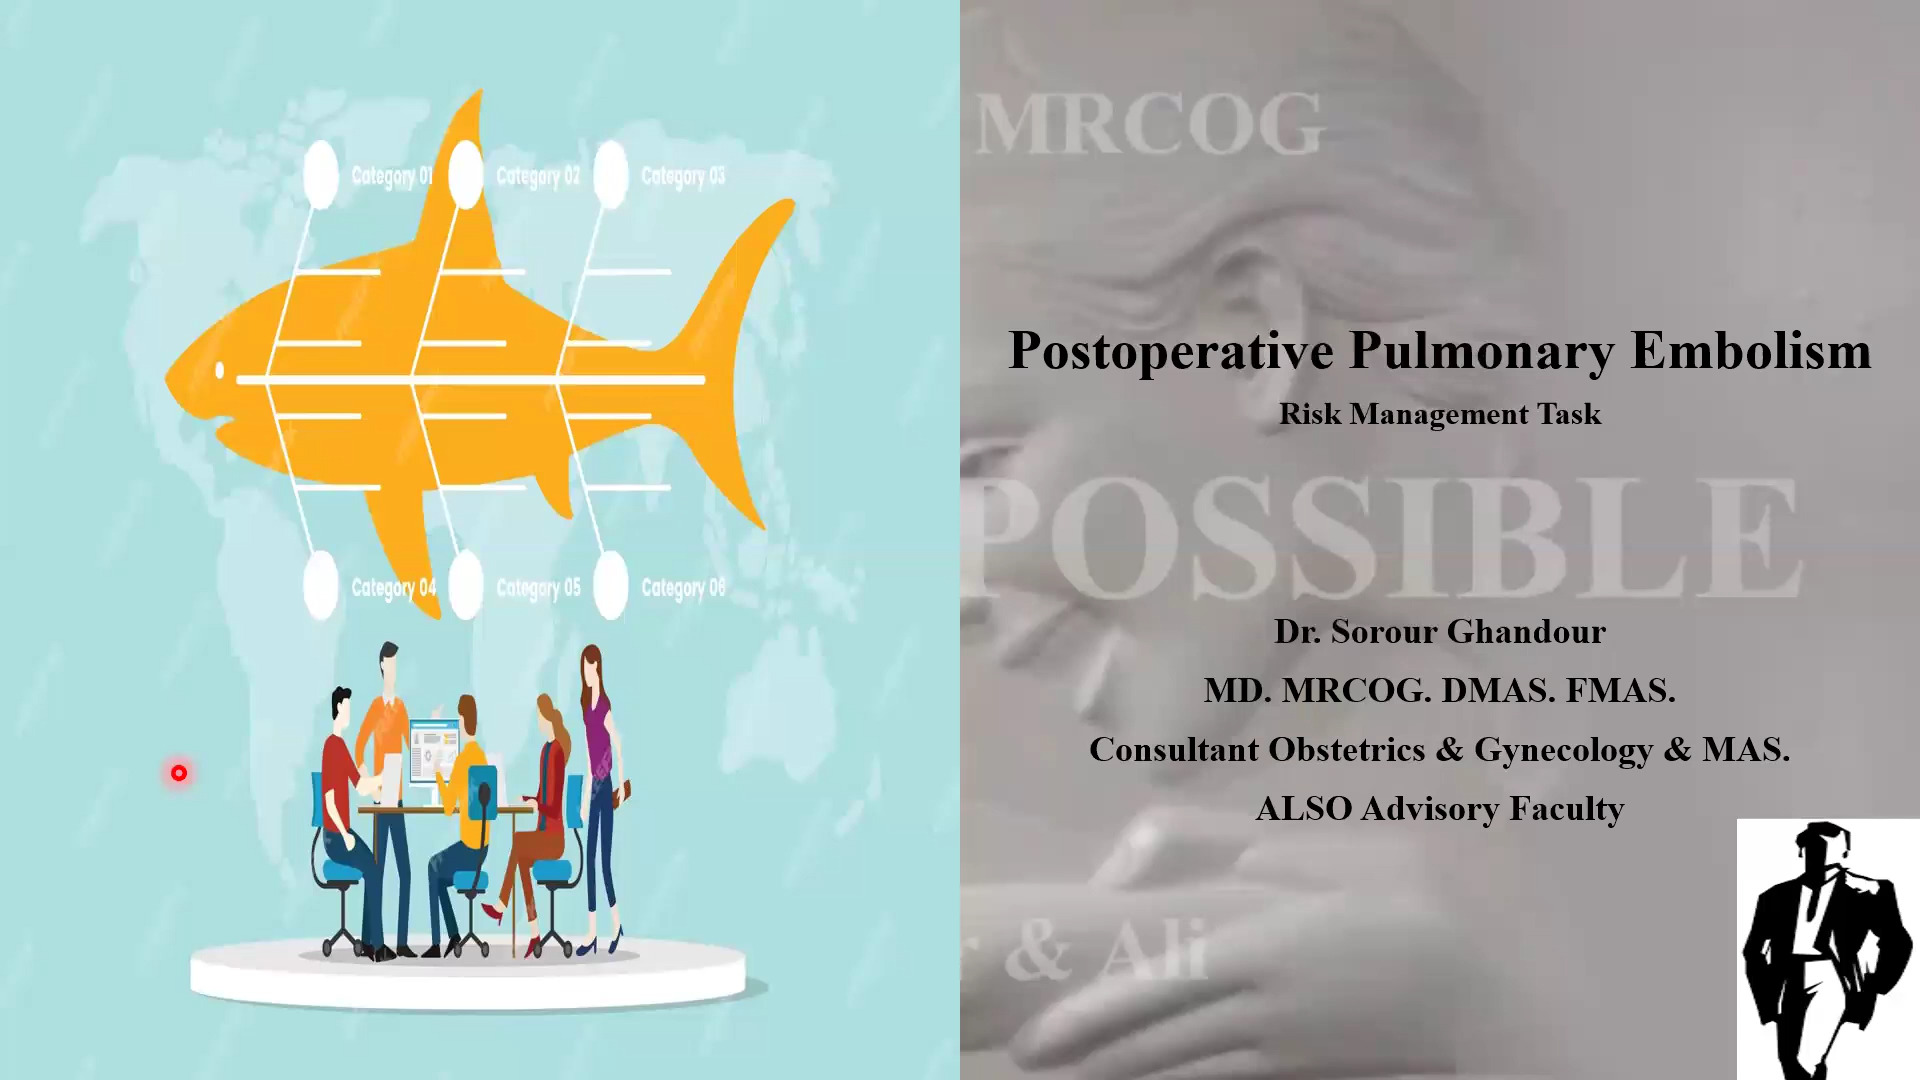 Category 01
Category 02
Category 03
Category 04
Category 05
Category 06
MRCOG
Postoperative Pulmonary Embolism
Risk Management Task
POSSIBLE
Dr. Sorour Ghandour
MD. MRCOG. DMAS. FMAS.
Consultant Obstetrics & Gynecology & MAS.
ALSO Advisory Faculty
& Ali